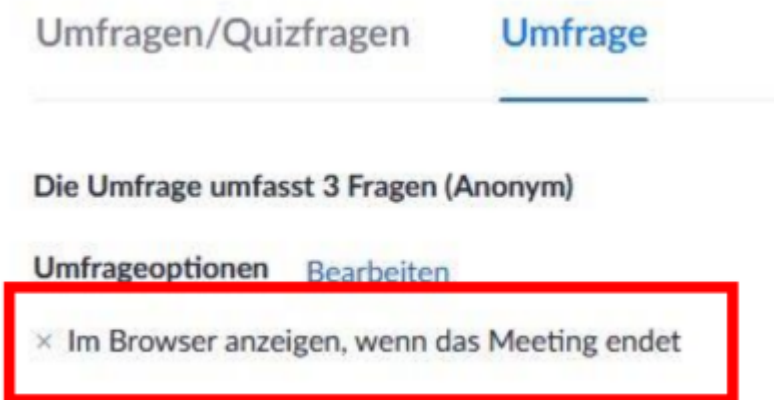 Umfragen/Quizfragen Umfrage
Die Umfrage umfasst 3 Fragen (Anonym)
Umfrageoptionen Bearbeiten
× Im Browser anzeigen, wenn das Meeting endet